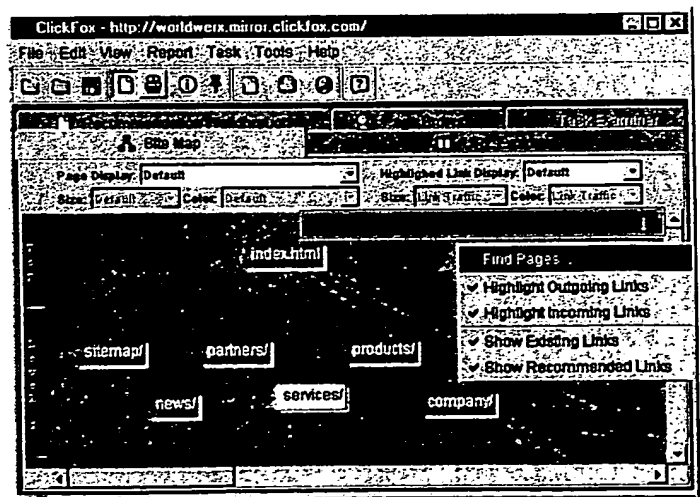 ClickFox - http://worldwerx.mirror.clickfox.com/
File Edit View Report Task Tools Help
Task Examiner
Site Map
Page Display: Default Highlighted Link Display: Default
Size: Default Color: Default Size: Link Traffic Color: Link Traffic
index.html
Find Pages...
Highlight Outgoing Links
Highlight Incoming Links
Show Existing Links
Show Recommended Links
sitemap/ partners/ products/
news/ services/ company/